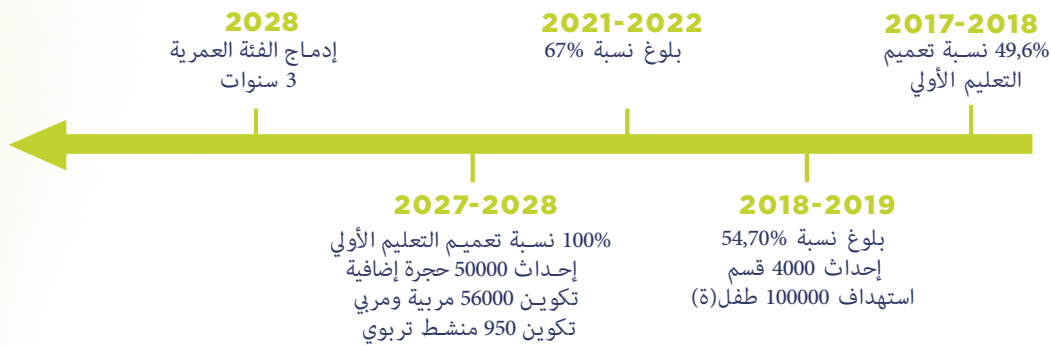 2017-2018
49,6% نسبة تعميم
التعليم الأولي
2018-2019
بلوغ نسبة 54,70%
إحداث 4000 قسم
استهداف 100000 طفل(ة)
2021-2022
بلوغ نسبة 67%
2027-2028
100% نسبة تعميم التعليم الأولي
إحداث 50000 حجرة إضافية
تكوين 56000 مربية ومربي
تكوين 950 منشط تربوي
2028
إدماج الفئة العمرية
3 سنوات